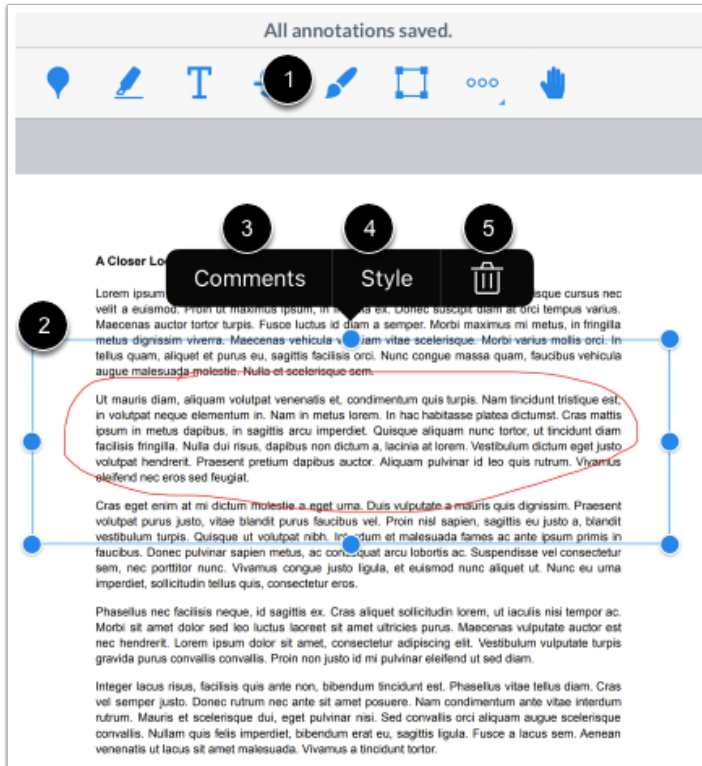 All annotations saved.
T
1
3
4
5
Comments
Style
A Closer Lo
Lorem ipsum isque cursus nec
velit a euismod. Proin ut maximus ipsum, in ex. Donec suscipit diam at orci tempus varius.
Maecenas auctor tortor turpis. Fusce luctus id diam a semper. Morbi maximus mi metus, in fringilla
2
metus dignissim viverra. Maecenas vehicula iam vitae scelerisque. Morbi varius mollis orci. In
tellus quam, aliquet et purus eu, sagittis facilisis orci. Nunc congue massa quam, faucibus vehicula
augue malesuada molestie. Nulla et scelerisque sem.
Ut mauris diam, aliquam volutpat venenatis et, condimentum quis turpis. Nam tincidunt tristique est,
in volutpat neque elementum in. Nam in metus lorem. In hac habitasse platea dictumst. Cras mattis
ipsum in metus dapibus, in sagittis arcu imperdiet. Quisque aliquam nunc tortor, ut tincidunt diam
facilisis fringilla. Nulla dui risus, dapibus non dictum a, lacinia at lorem. Vestibulum dictum eget justo
volutpat hendrerit. Praesent pretium dapibus auctor. Aliquam pulvinar id leo quis rutrum. Vivamus
eleifend nec eros sed feugiat.
Cras eget enim at mi dictum molestie a eget urna. Duis vulputate a mauris quis dignissim. Praesent
volutpat purus justo, vitae blandit purus faucibus vel. Proin nisl sapien, sagittis eu justo a, blandit
vestibulum turpis. Quisque ut volutpat nibh. Interdum et malesuada fames ac ante ipsum primis in
faucibus. Donec pulvinar sapien metus, ac consequat arcu lobortis ac. Suspendisse vel consectetur
sem, nec porttitor nunc. Vivamus congue justo ligula, et euismod nunc aliquet ut. Nunc eu urna
imperdiet, sollicitudin tellus quis, consectetur eros.
Phasellus nec facilisis neque, id sagittis ex. Cras aliquet sollicitudin lorem, ut iaculis nisi tempor ac.
Morbi sit amet dolor sed leo luctus laoreet sit amet ultricies purus. Maecenas vulputate auctor est
nec hendrerit. Lorem ipsum dolor sit amet, consectetur adipiscing elit. Vestibulum vulputate turpis
gravida purus convallis convallis. Proin non justo id mi pulvinar eleifend ut sed diam.
Integer lacus risus, facilisis quis ante non, bibendum tincidunt est. Phasellus vitae tellus diam. Cras
vel semper justo. Donec rutrum nec ante sit amet posuere. Nam condimentum ante vitae interdum
rutrum. Mauris et scelerisque dui, eget pulvinar nisi. Sed convallis orci aliquam augue scelerisque
convallis. Nullam quis felis imperdiet, bibendum erat eu, sagittis ligula. Fusce a lacus sem. Aenean
venenatis ut lacus sit amet malesuada. Vivamus a tincidunt tortor.